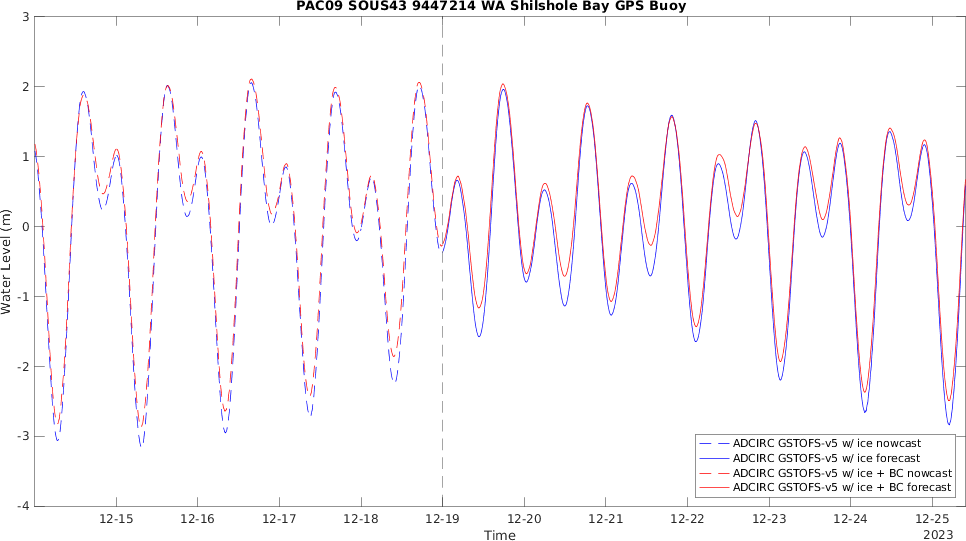 PAC09 SOUS43 9447214 WA Shilshole Bay GPS Buoy
3
2
1
0
-1
-2
-3
-4
Water Level (m)
ADCIRC GSTOFS-v5 w/ ice nowcast
ADCIRC GSTOFS-v5 w/ ice forecast
ADCIRC GSTOFS-v5 w/ ice + BC nowcast
ADCIRC GSTOFS-v5 w/ ice + BC forecast
12-15 12-16 12-17 12-18 12-19 12-20 12-21 12-22 12-23 12-24 12-25
Time
2023